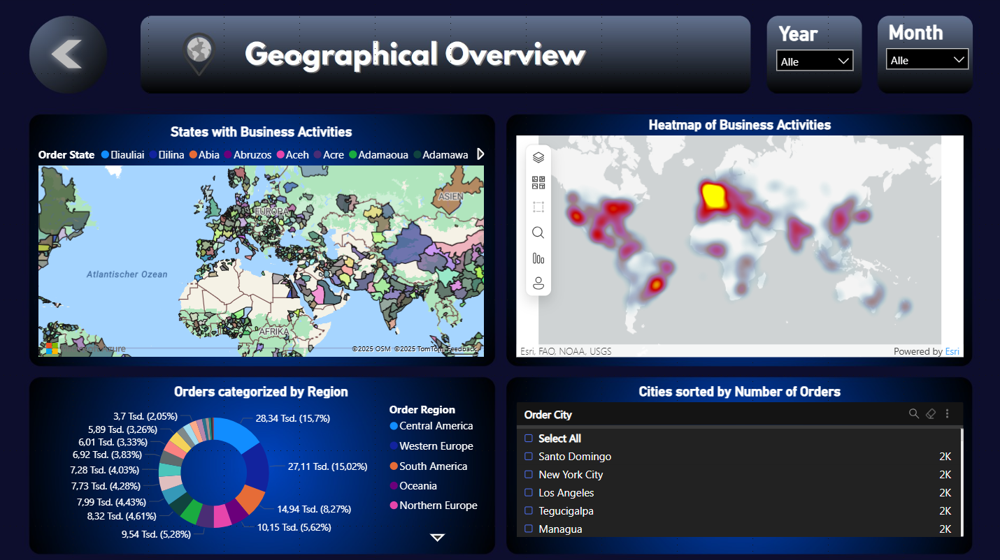 Geographical Overview
Year
Alle
Month
Alle
States with Business Activities
Order State ▯iauliai ▯ilina Abia Abruzos Aceh Acre Adamaoua Adamawa
EUROPA
ASIEN
Atlantischer Ozean
AFRIKA
©2025 OSM ©2025 TomTom Feedback
Heatmap of Business Activities
Esri, FAO, NOAA, USGS
Powered by Esri
Orders categorized by Region
28,34 Tsd. (15,7%)
27,11 Tsd. (15,02%)
14,94 Tsd. (8,27%)
10,15 Tsd. (5,62%)
9,54 Tsd. (5,28%)
8,32 Tsd. (4,61%)
7,99 Tsd. (4,43%)
7,73 Tsd. (4,28%)
7,28 Tsd. (4,03%)
6,92 Tsd. (3,83%)
6,01 Tsd. (3,33%)
5,89 Tsd. (3,26%)
3,7 Tsd. (2,05%)
Order Region
Central America
Western Europe
South America
Oceania
Northern Europe
Cities sorted by Number of Orders
Order City
Select All
Santo Domingo 2K
New York City 2K
Los Angeles 2K
Tegucigalpa 2K
Managua 2K